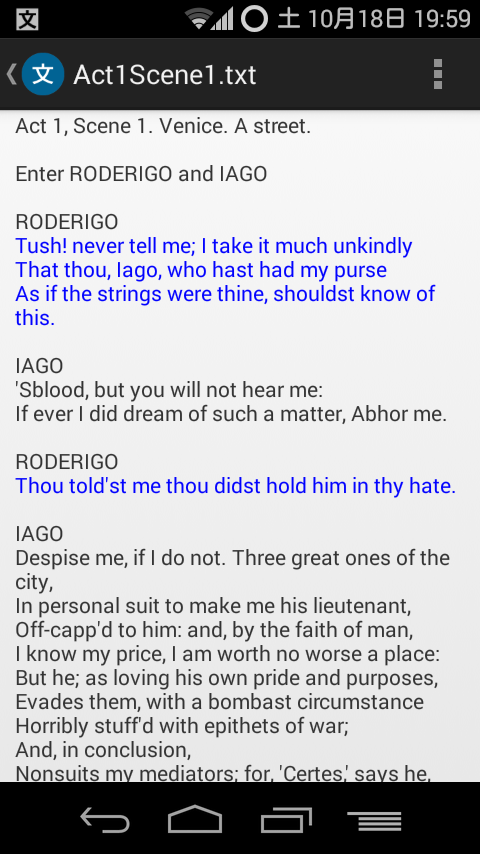 文 土 10月18日 19:59
文 Act1Scene1.txt
Act 1, Scene 1. Venice. A street.
Enter RODERIGO and IAGO
RODERIGO
Tush! never tell me; I take it much unkindly
That thou, Iago, who hast had my purse
As if the strings were thine, shouldst know of
this.
IAGO
'Sblood, but you will not hear me:
If ever I did dream of such a matter, Abhor me.
RODERIGO
Thou told'st me thou didst hold him in thy hate.
IAGO
Despise me, if I do not. Three great ones of the
city,
In personal suit to make me his lieutenant,
Off-capp'd to him: and, by the faith of man,
I know my price, I am worth no worse a place:
But he; as loving his own pride and purposes,
Evades them, with a bombast circumstance
Horribly stuff'd with epithets of war;
And, in conclusion,
Nonsuits my mediators; for, 'Certes,' says he,